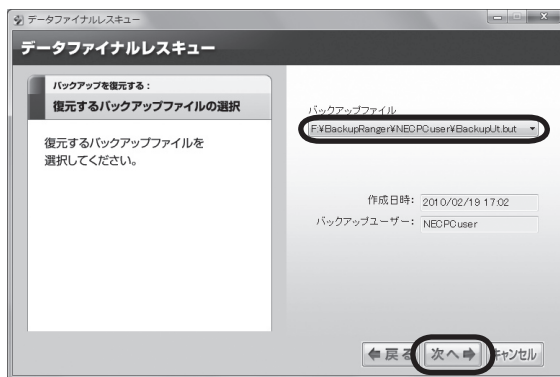 データファイナルレスキュー
データファイナルレスキュー
バックアップを復元する：
復元するバックアップファイルの選択
復元するバックアップファイルを
選択してください。
バックアップファイル
F:¥BackupRanger¥NECPCuser¥BackupUt.but
作成日時： 2010/02/19 17:02
バックアップユーザー： NECPCuser
戻る 次へ キャンセル